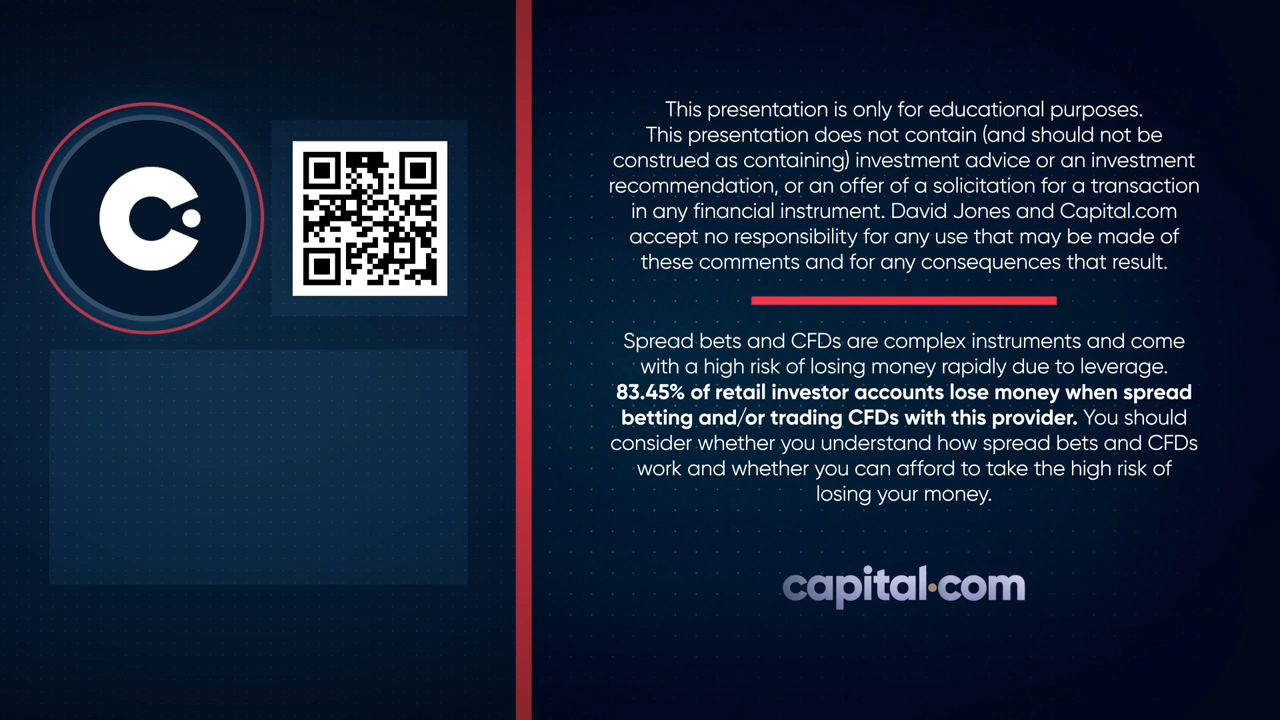 This presentation is only for educational purposes.
This presentation does not contain (and should not be
construed as containing) investment advice or an investment
recommendation, or an offer of a solicitation for a transaction
in any financial instrument. David Jones and Capital.com
accept no responsibility for any use that may be made of
these comments and for any consequences that result.
Spread bets and CFDs are complex instruments and come
with a high risk of losing money rapidly due to leverage.
83.45% of retail investor accounts lose money when spread
betting and/or trading CFDs with this provider. You should
consider whether you understand how spread bets and CFDs
work and whether you can afford to take the high risk of
losing your money.
capital.com